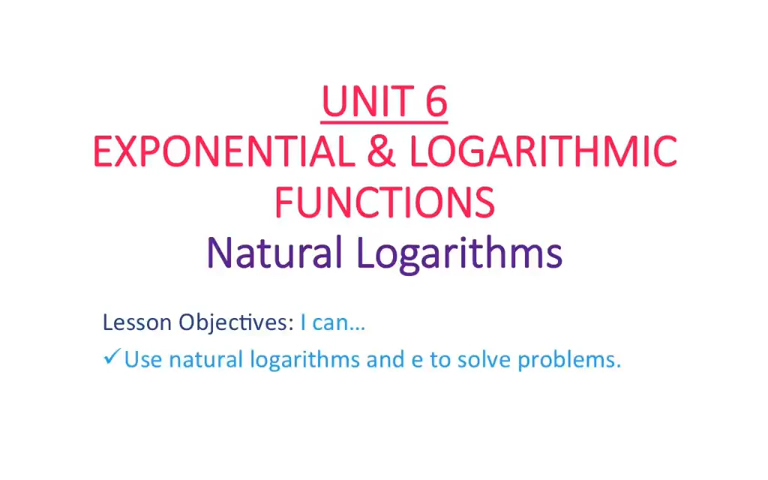 UNIT 6
EXPONENTIAL & LOGARITHMIC
FUNCTIONS
Natural Logarithms
Lesson Objectives: I can…
✓Use natural logarithms and e to solve problems.